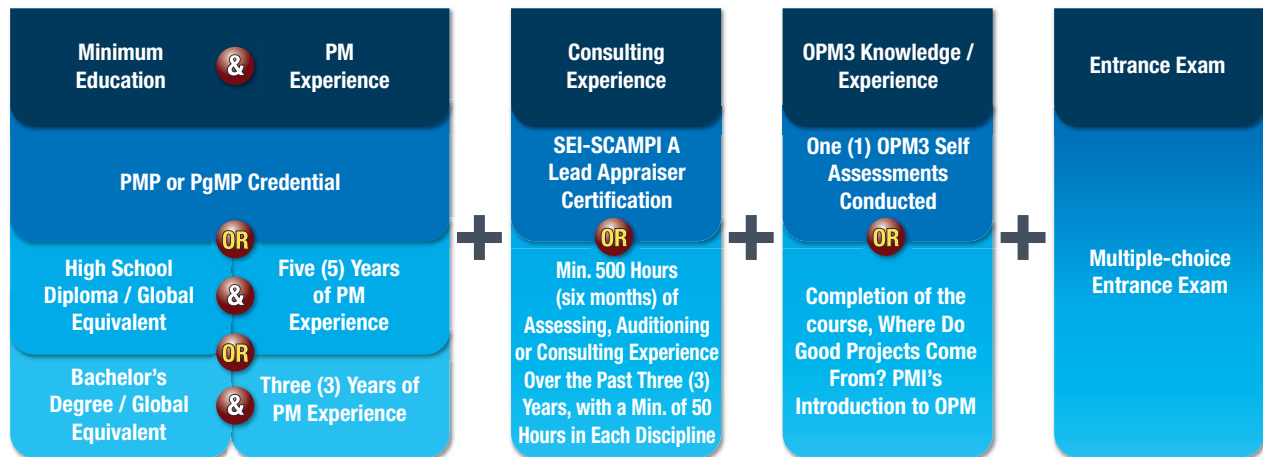 Minimum
Education
&
PM
Experience
PMP or PgMP Credential
OR
High School
Diploma / Global
Equivalent
&
Five (5) Years
of PM
Experience
OR
Bachelor's
Degree / Global
Equivalent
&
Three (3) Years of
PM Experience
+
Consulting
Experience
SEI-SCAMPI A
Lead Appraiser
Certification
OR
Min. 500 Hours
(six months) of
Assessing, Auditioning
or Consulting Experience
Over the Past Three (3)
Years, with a Min. of 50
Hours in Each Discipline
+
OPM3 Knowledge /
Experience
One (1) OPM3 Self
Assessments
Conducted
OR
Completion of the
course, Where Do
Good Projects Come
From? PMI's
Introduction to OPM
+
Entrance Exam
Multiple-choice
Entrance Exam